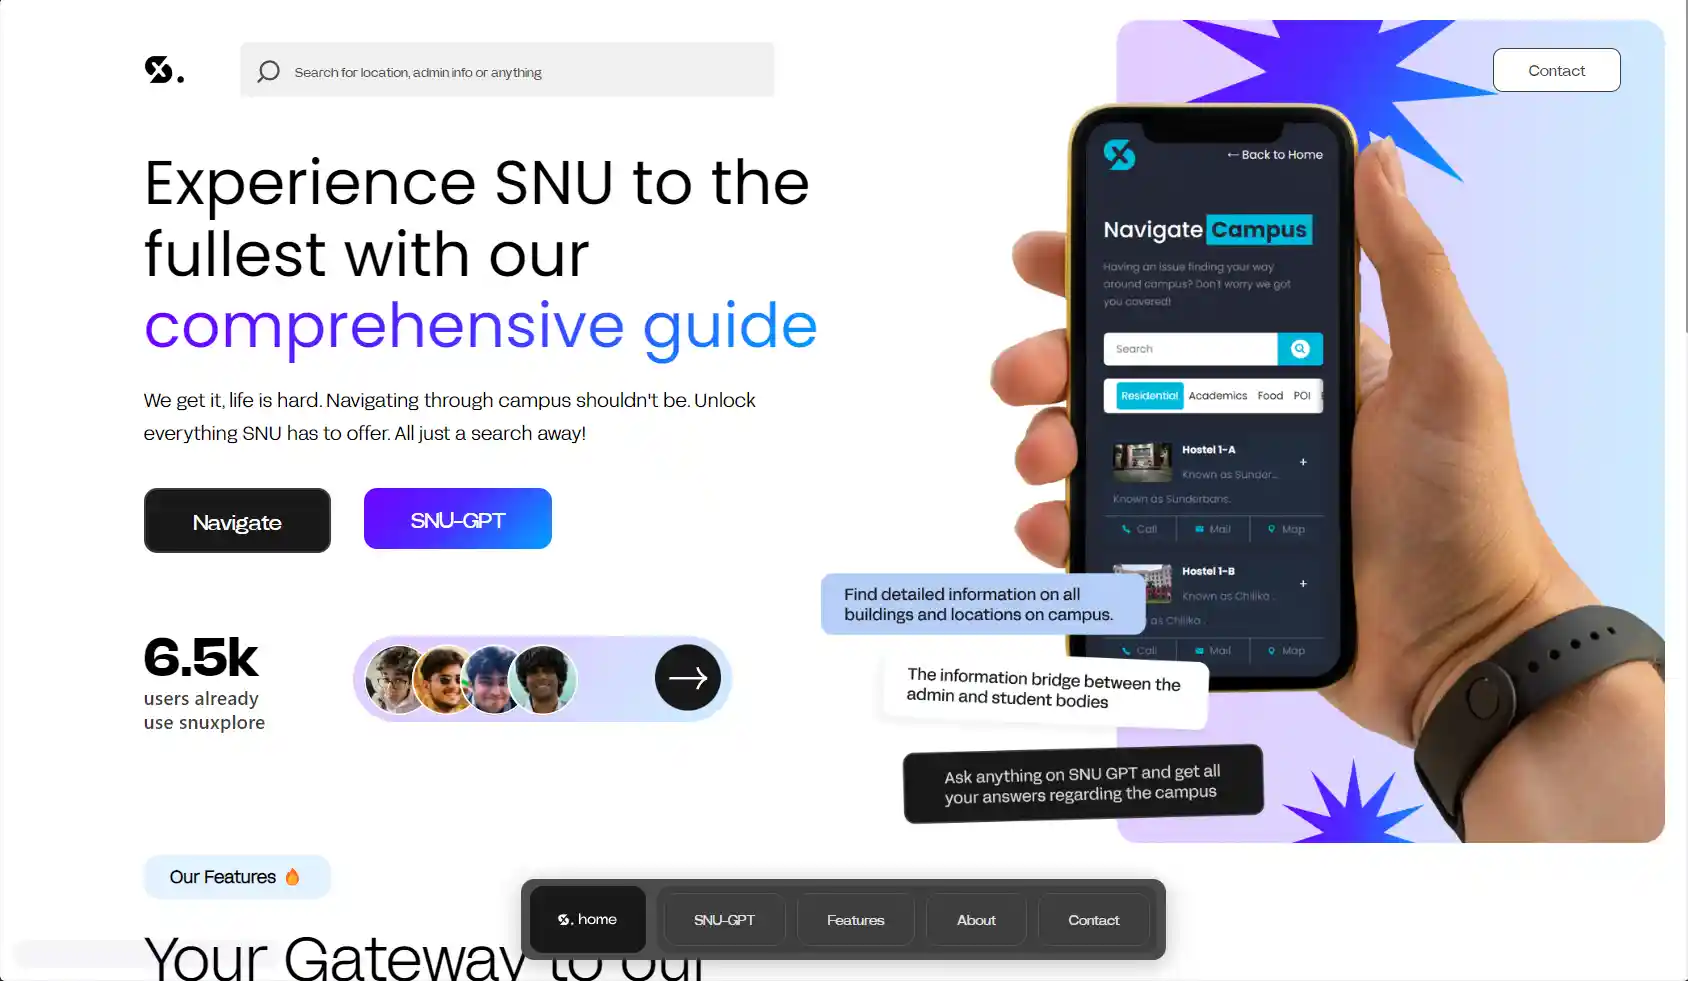 Search for location, admin info or anything
Contact
Experience SNU to the
fullest with our
comprehensive guide
We get it, life is hard. Navigating through campus shouldn't be. Unlock
everything SNU has to offer. All just a search away!
Navigate
SNU-GPT
6.5k
users already
use snuxplore
← Back to Home
Navigate Campus
Having an issue finding your way
around campus? Don't worry we got
you covered!
Search
Residential Academics Food POI
Hostel 1-A
+
Known as Sunder...
Known as Sunderbans.
Call Mail Map
Hostel 1-B
+
Known as Chilika...
as Chilika.
Call Mail Map
Find detailed information on all
buildings and locations on campus.
The information bridge between the
admin and student bodies
Ask anything on SNU GPT and get all
your answers regarding the campus
Our Features 🔥
Your Gateway to our
home
SNU-GPT
Features
About
Contact